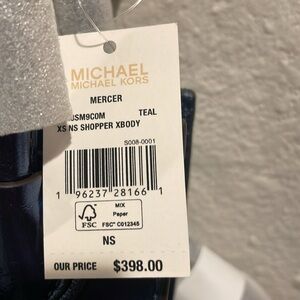 MICHAEL
MICHAEL KORS
MERCER
TEAL
XS NS SHOPPER XBODY
S008-0001
1 96237 28166 1
FSC
MIX
Paper
FSC® C012345
NS
OUR PRICE $398.00